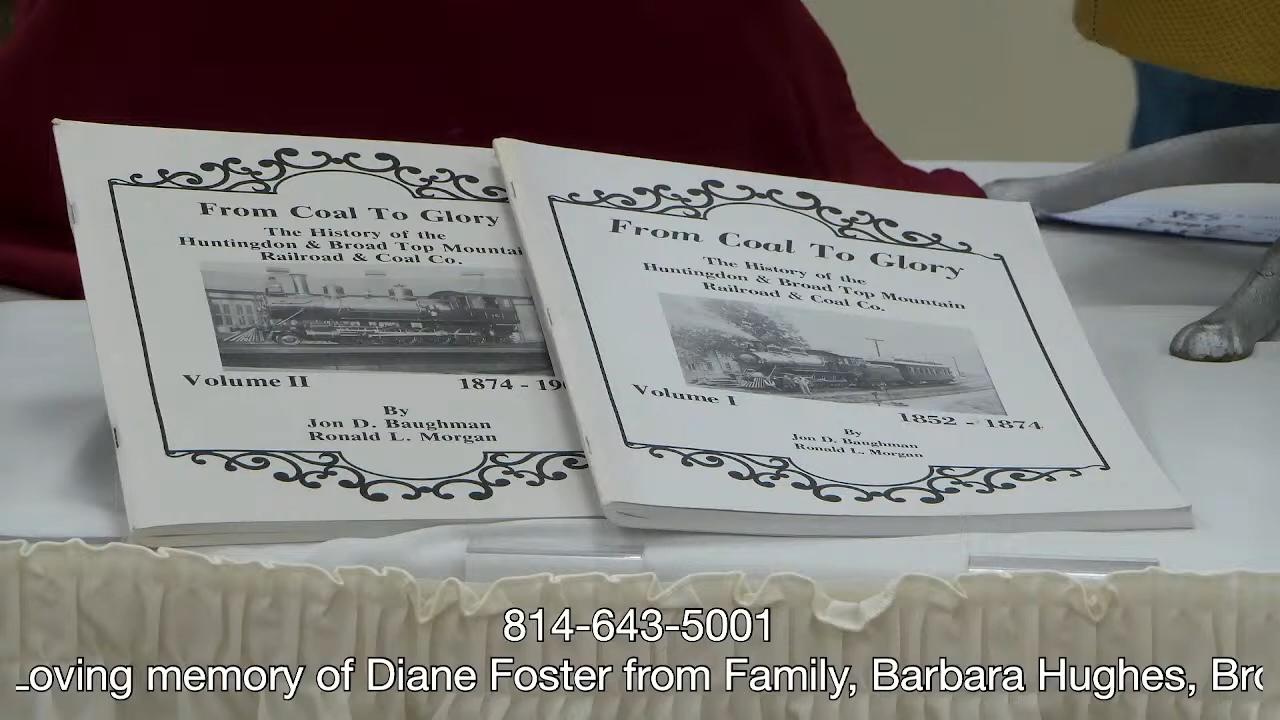 From Coal To Glory
The History of the
Huntingdon & Broad Top Mountai
Railroad & Coal Co.
Volume II
1874 - 19
By
Jon D. Baughman
Ronald L. Morgan
From Coal To Glory
The History of the
Huntingdon & Broad Top Mountain
Railroad & Coal Co.
Volume I
1852 - 1874
By
Jon D. Baughman
Ronald L. Morgan
814-643-5001
oving memory of Diane Foster from Family, Barbara Hughes, Bro